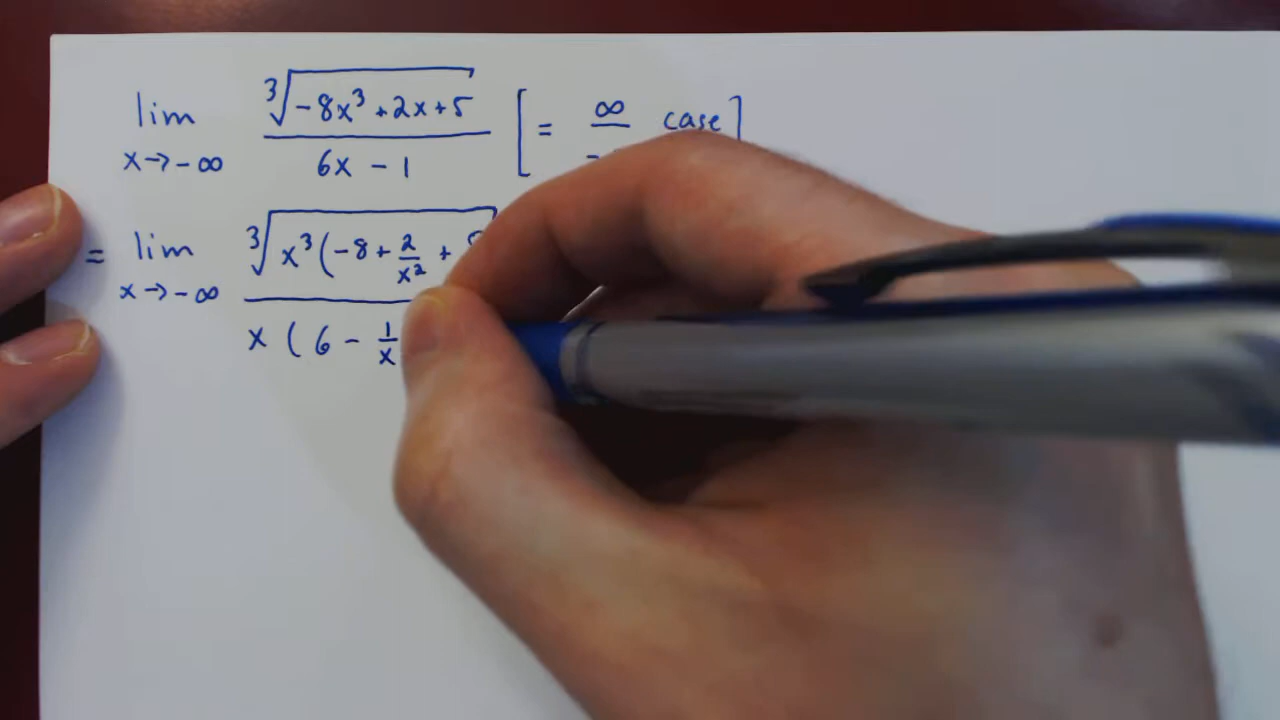 lim x→-∞ ∛(-8x³+2x+5) / (6x - 1) [= ∞ / - case]
= lim x→-∞ ∛(x³(-8+2/x²+ / x(6 - 1/x